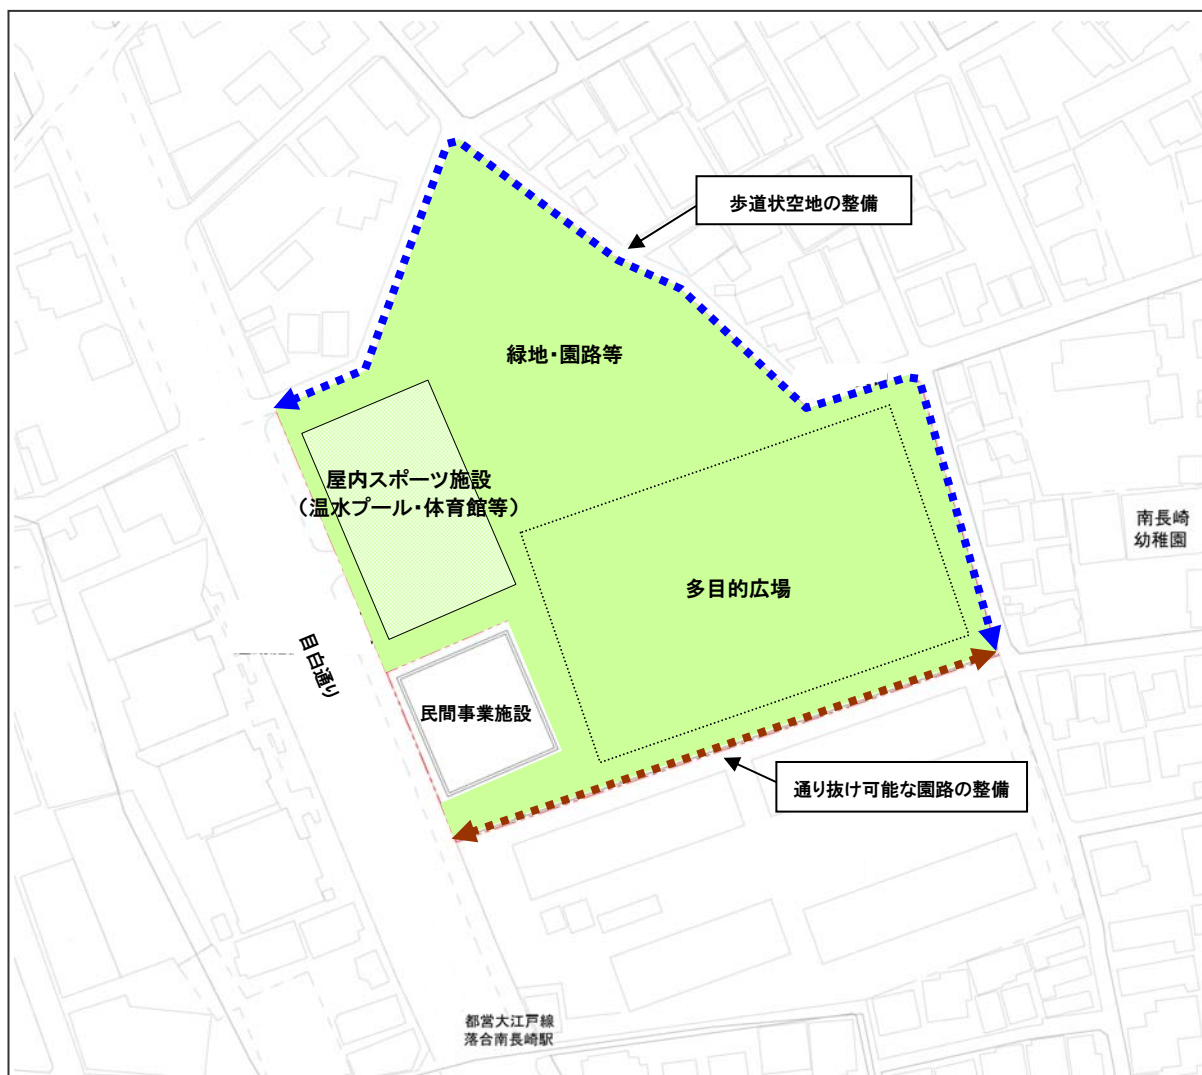 歩道状空地の整備
緑地・園路等
屋内スポーツ施設
（温水プール・体育館等）
南長崎
幼稚園
多目的広場
目白通り
民間事業施設
通り抜け可能な園路の整備
都営大江戸線
落合南長崎駅